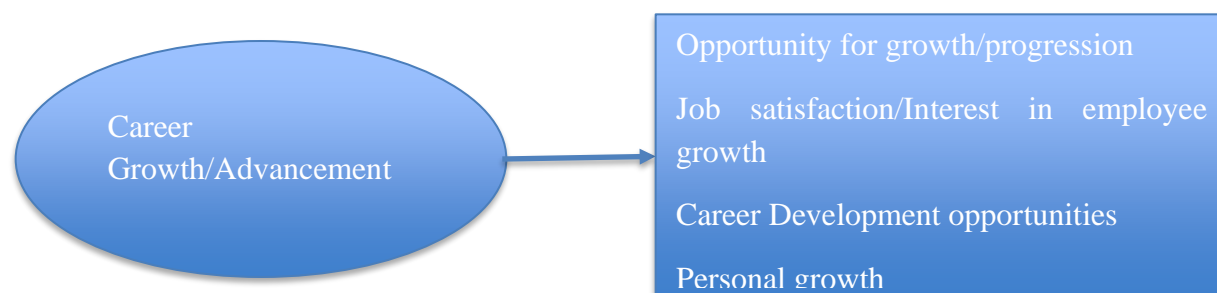 Career
Growth/Advancement
Opportunity for growth/progression
Job satisfaction/Interest in employee
growth
Career Development opportunities
Personal growth